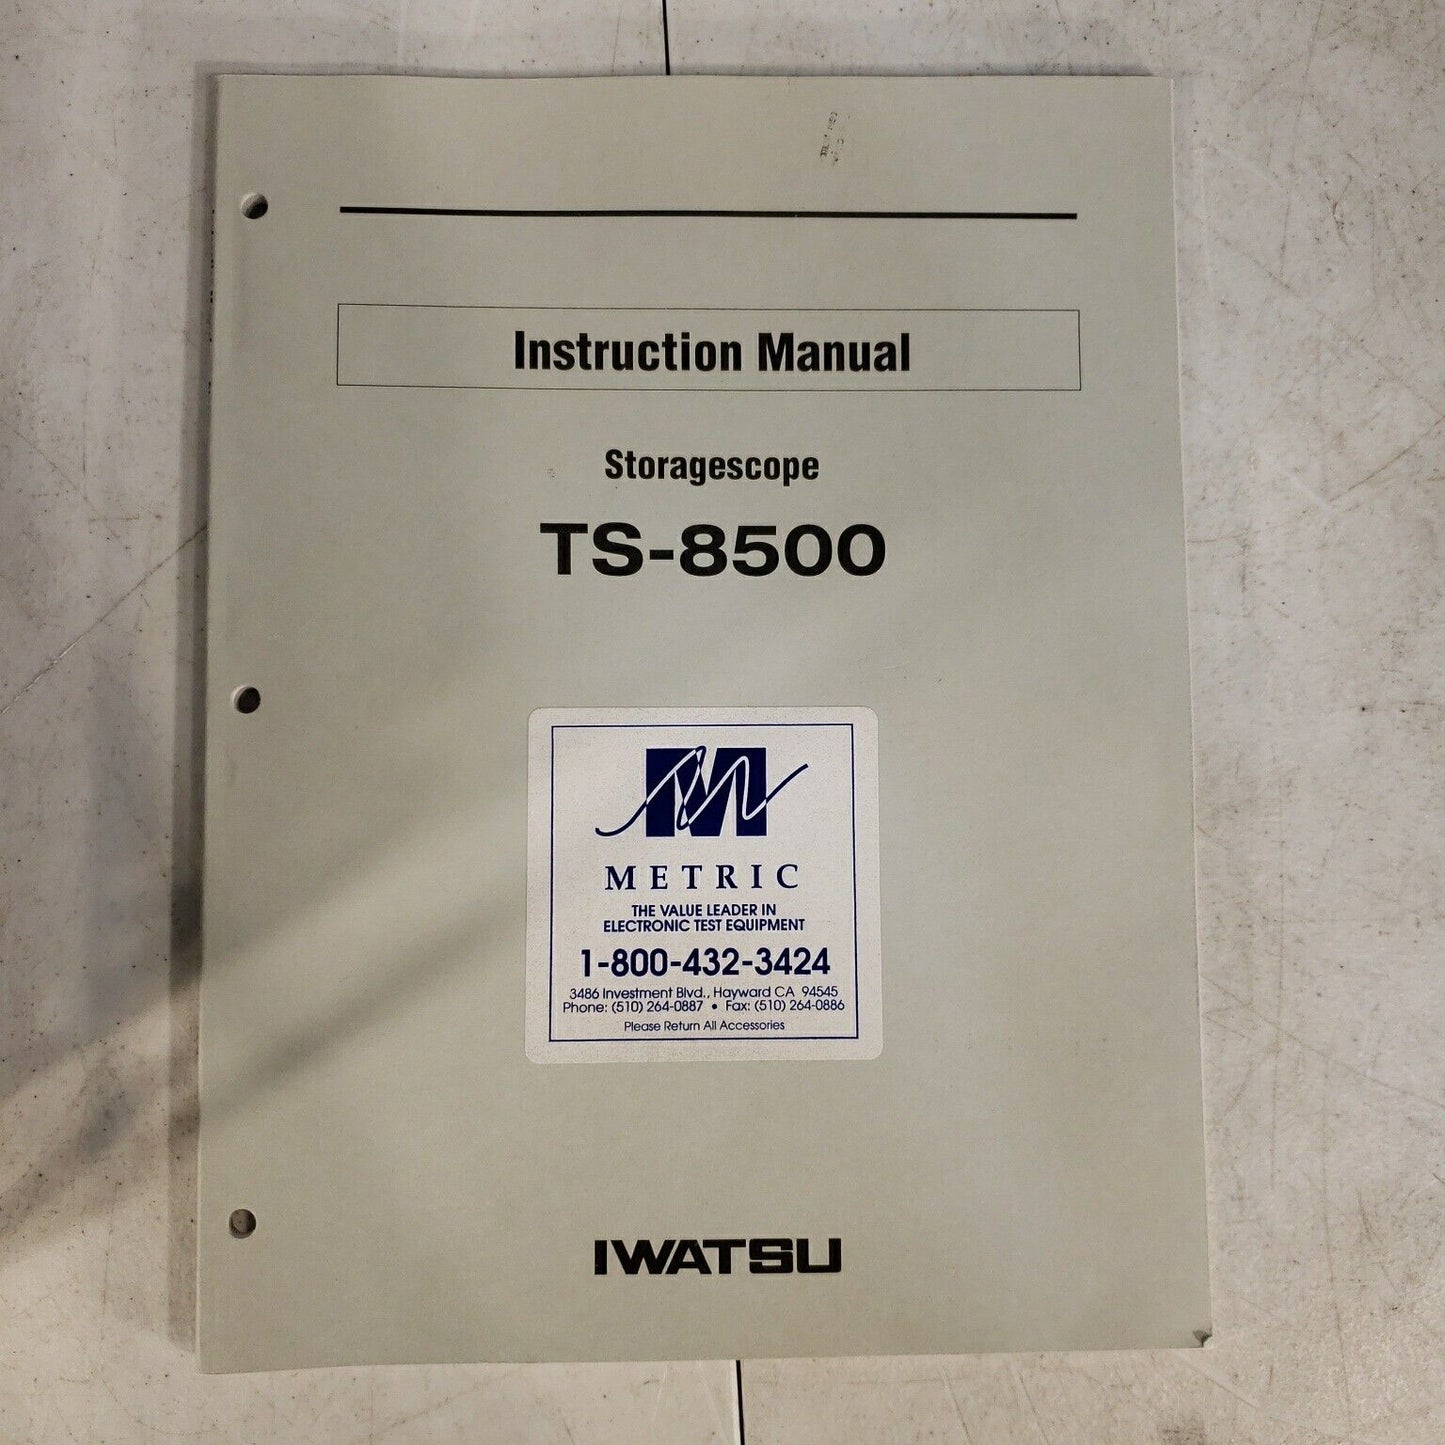 Instruction Manual
Storagescope
TS-8500
METRIC
THE VALUE LEADER IN
ELECTRONIC TEST EQUIPMENT
1-800-432-3424
3486 Investment Blvd., Hayward CA 94545
Phone: (510) 264-0887 • Fax: (510) 264-0886
Please Return All Accessories
IWATSU